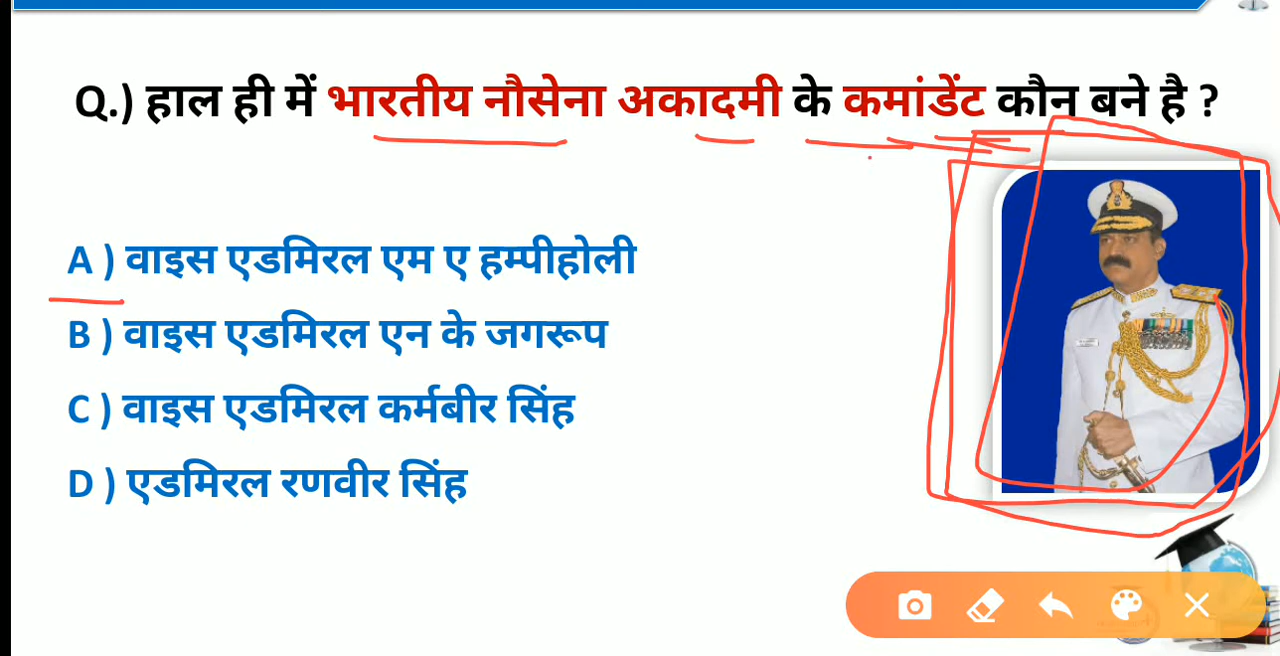 Q.) हाल ही में भारतीय नौसेना अकादमी के कमांडेंट कौन बने है ?
A ) वाइस एडमिरल एम ए हम्पीहोली
B ) वाइस एडमिरल एन के जगरूप
C ) वाइस एडमिरल कर्मबीर सिंह
D ) एडमिरल रणवीर सिंह